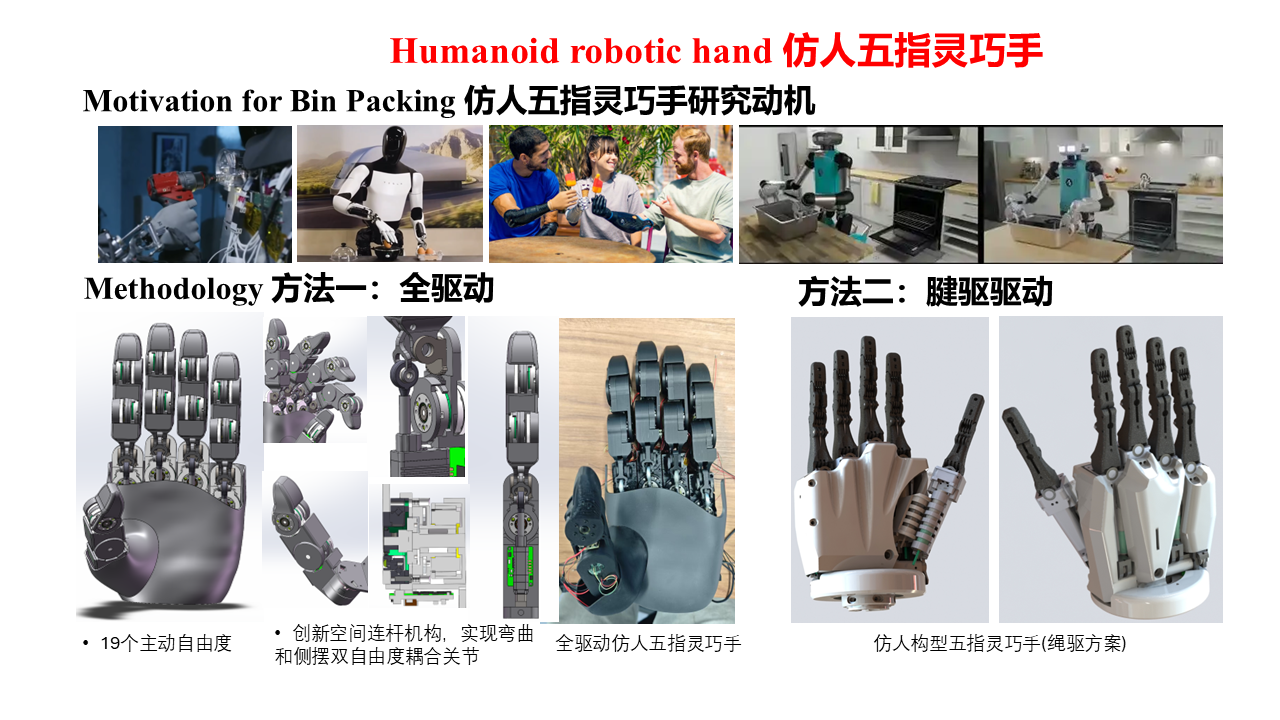 Humanoid robotic hand 仿人五指灵巧手
Motivation for Bin Packing 仿人五指灵巧手研究动机
Methodology 方法一：全驱动
方法二：腱驱驱动
• 19个主动自由度
• 创新空间连杆机构，实现弯曲
和侧摆双自由度耦合关节
全驱动仿人五指灵巧手
仿人构型五指灵巧手(绳驱方案)